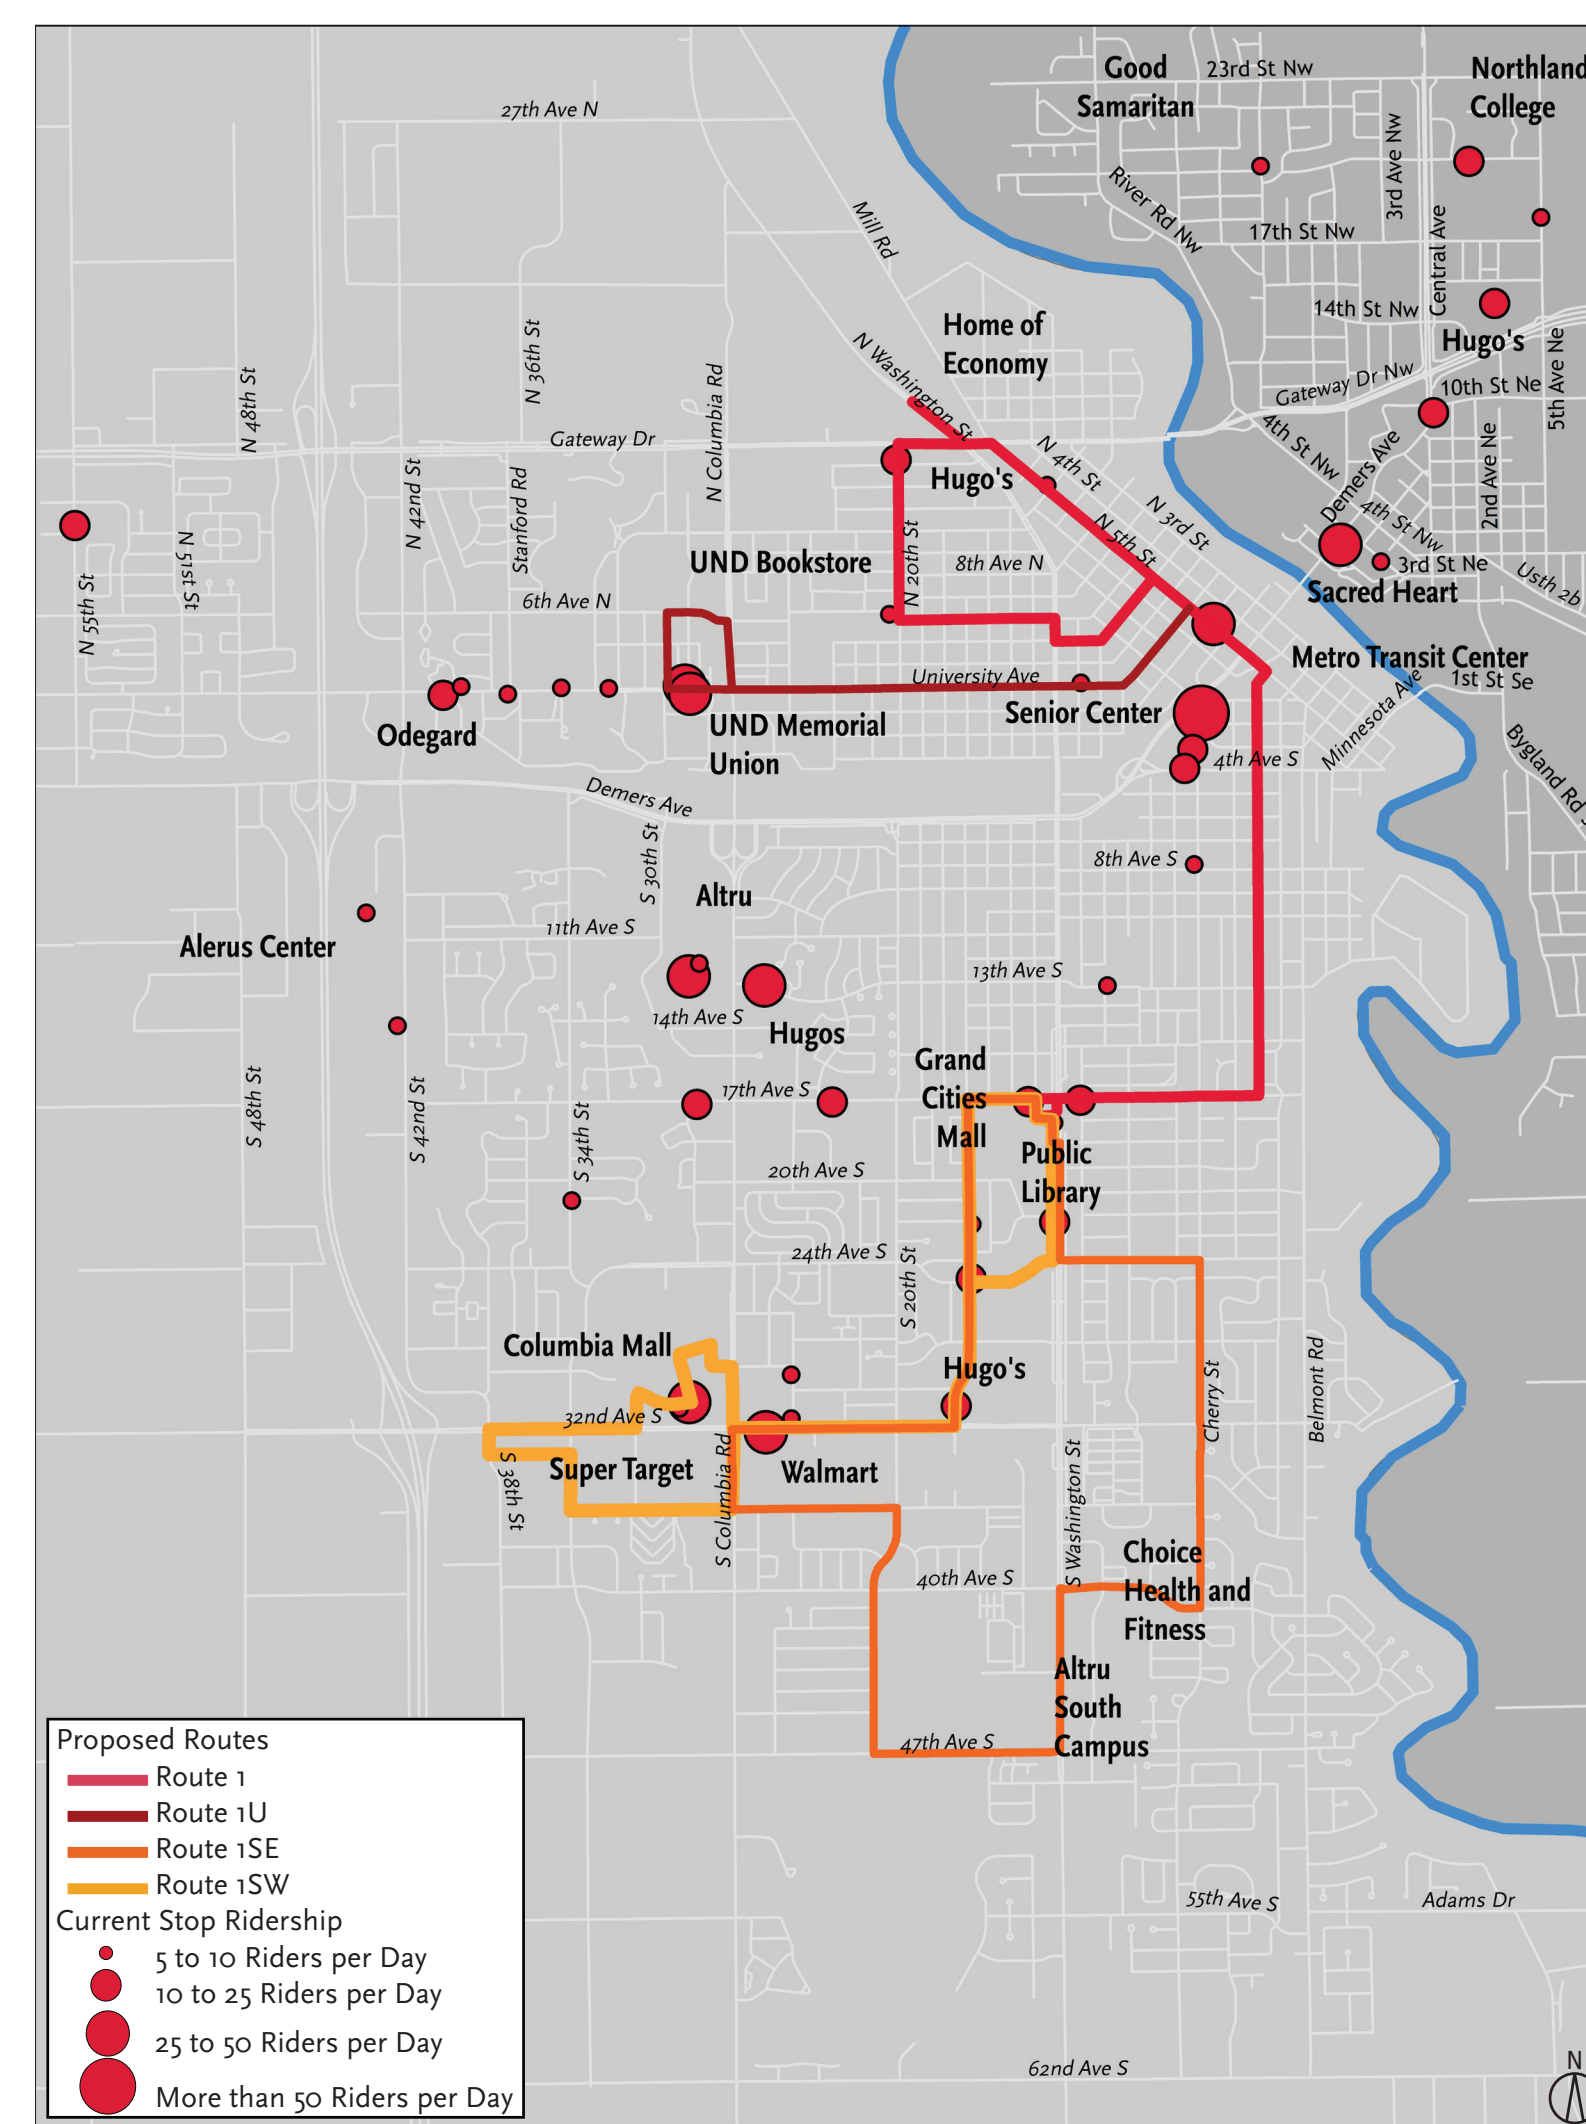 Good
Samaritan
23rd St Nw
Northland
College
27th Ave N
3rd Ave Nw
River Rd Nw
Mill Rd
17th St Nw
Central Ave
14th St Nw
Home of
Economy
Hugo's
N 36th St
N Washington St
5th Ave Ne
Gateway Dr Nw
10th St Ne
N 48th St
N Columbia Rd
Gateway Dr
4th St Nw
Demers Ave
2nd Ave Ne
N 4th St
Hugo's
N 42nd St
Stanford Rd
N 3rd St
4th St Nw
N 51st St
N 5th St
N 20th St
UND Bookstore
8th Ave N
3rd St Ne
Usth 2b
N 55th St
6th Ave N
Sacred Heart
Metro Transit Center
University Ave
1st St Se
Senior Center
Minnesota Ave
UND Memorial
Union
Odegard
4th Ave S
Bygland Rd
Demers Ave
S 30th St
8th Ave S
Altru
11th Ave S
Alerus Center
13th Ave S
14th Ave S
Hugos
Grand
Cities
Mall
17th Ave S
S 48th St
S 42nd St
S 34th St
Public
Library
20th Ave S
24th Ave S
S 20th St
Columbia Mall
Hugo's
Cherry St
Belmont Rd
32nd Ave S
Super Target
Walmart
S 38th St
S Columbia Rd
S Washington St
Choice
Health and
Fitness
40th Ave S
Altru
South
Campus
47th Ave S
Proposed Routes
Route 1
Route 1U
Route 1SE
Route 1SW
Current Stop Ridership
5 to 10 Riders per Day
10 to 25 Riders per Day
25 to 50 Riders per Day
More than 50 Riders per Day
55th Ave S
Adams Dr
62nd Ave S
N